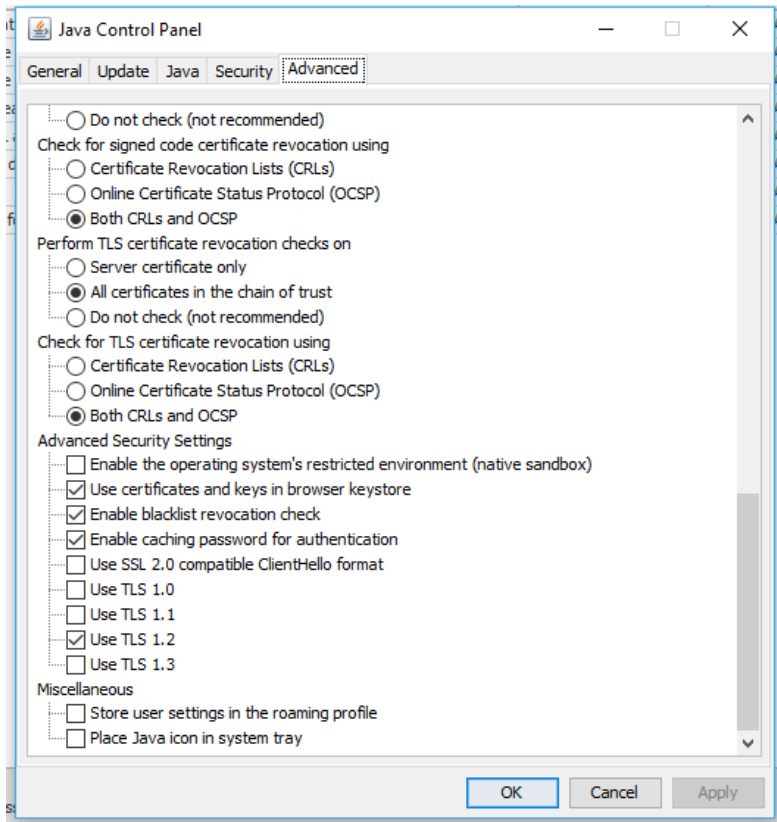 Java Control Panel
General Update Java Security Advanced
Do not check (not recommended)
Check for signed code certificate revocation using
Certificate Revocation Lists (CRLs)
Online Certificate Status Protocol (OCSP)
Both CRLs and OCSP
Perform TLS certificate revocation checks on
Server certificate only
All certificates in the chain of trust
Do not check (not recommended)
Check for TLS certificate revocation using
Certificate Revocation Lists (CRLs)
Online Certificate Status Protocol (OCSP)
Both CRLs and OCSP
Advanced Security Settings
Enable the operating system's restricted environment (native sandbox)
Use certificates and keys in browser keystore
Enable blacklist revocation check
Enable caching password for authentication
Use SSL 2.0 compatible ClientHello format
Use TLS 1.0
Use TLS 1.1
Use TLS 1.2
Use TLS 1.3
Miscellaneous
Store user settings in the roaming profile
Place Java icon in system tray
OK Cancel Apply